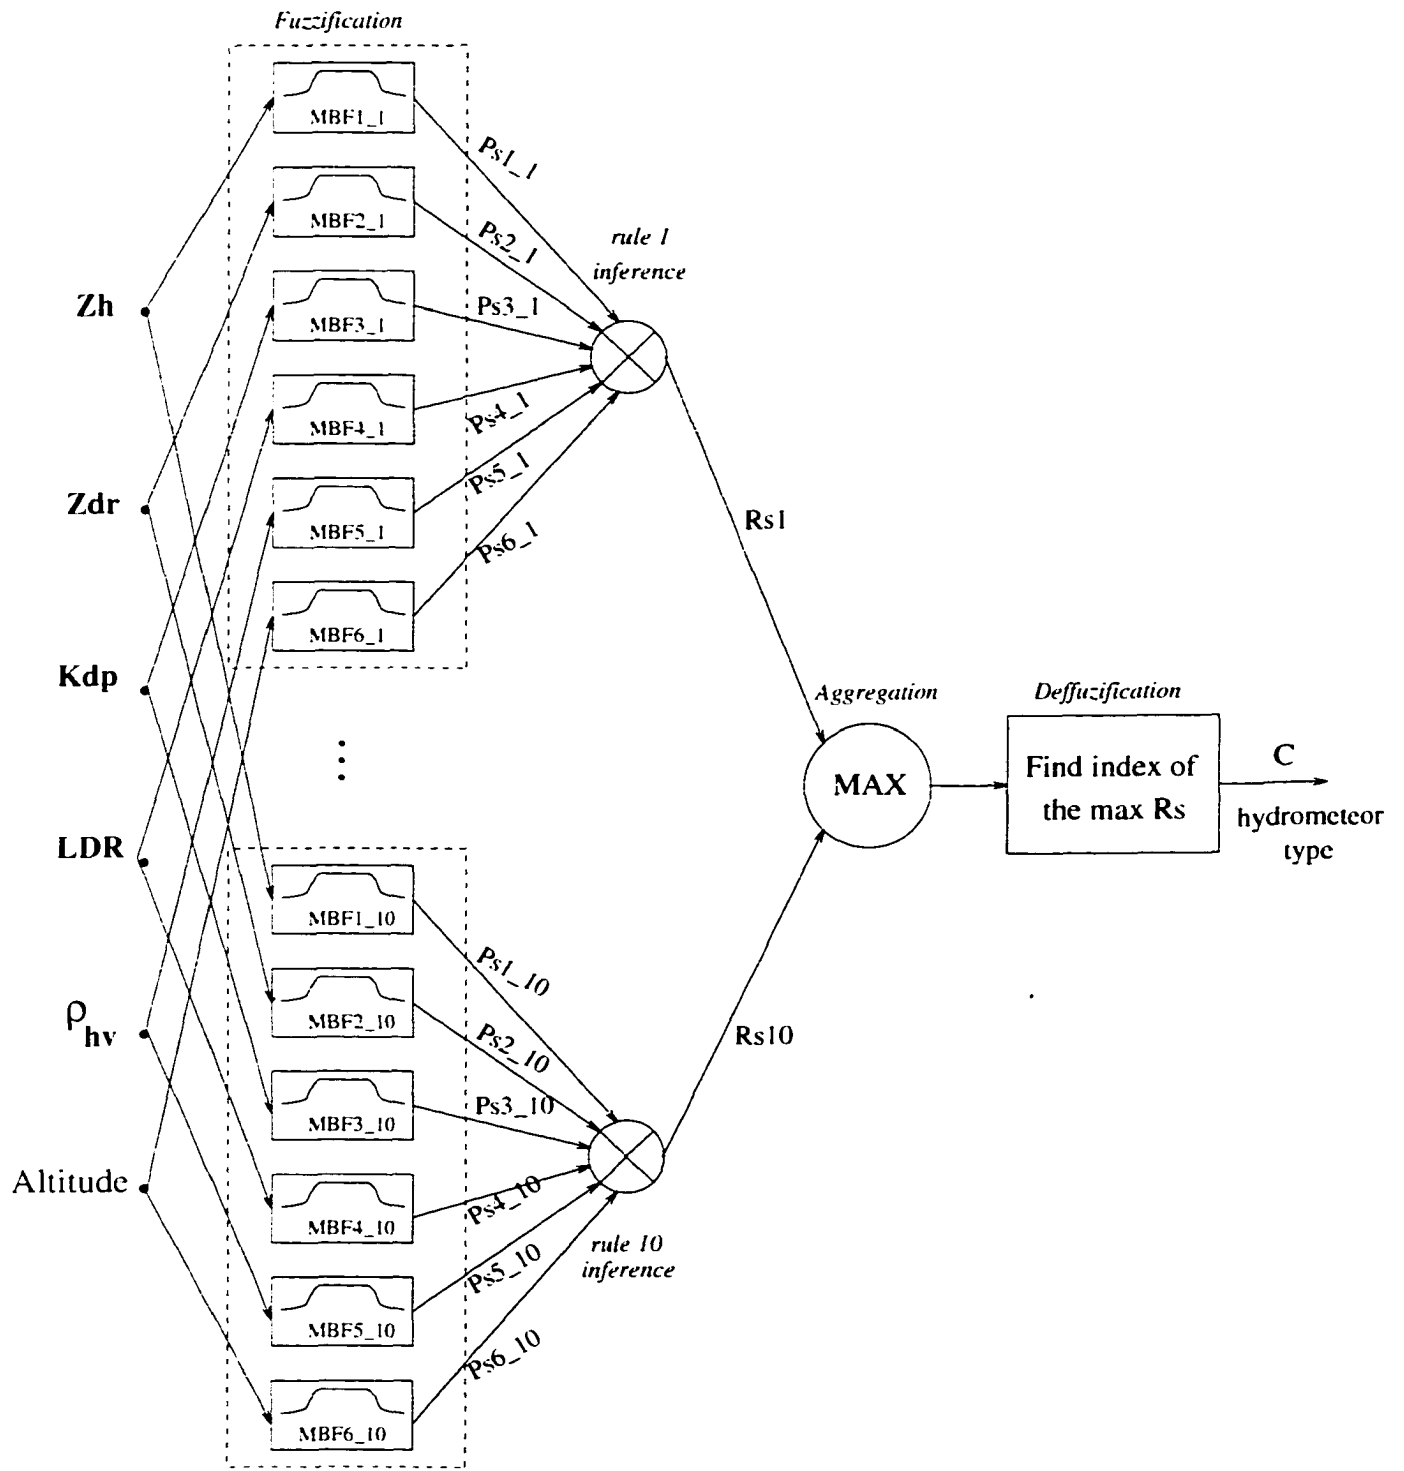 Fuzzification
MBF1_1
Ps1_1
MBF2_1
Ps2_1
rule 1
inference
Zh
MBF3_1
Ps3_1
MBF4_1
Ps4_1
Zdr
MBF5_1
Ps5_1
Rs1
Ps6_1
MBF6_1
Kdp
Aggregation
Deffuzification
MAX
Find index of
the max Rs
C
hydrometeor
type
LDR
MBF1_10
Ps1_10
ρhv
MBF2_10
Ps2_10
Rs10
MBF3_10
Ps3_10
Altitude
MBF4_10
Ps4_10
rule 10
inference
MBF5_10
Ps5_10
Ps6_10
MBF6_10